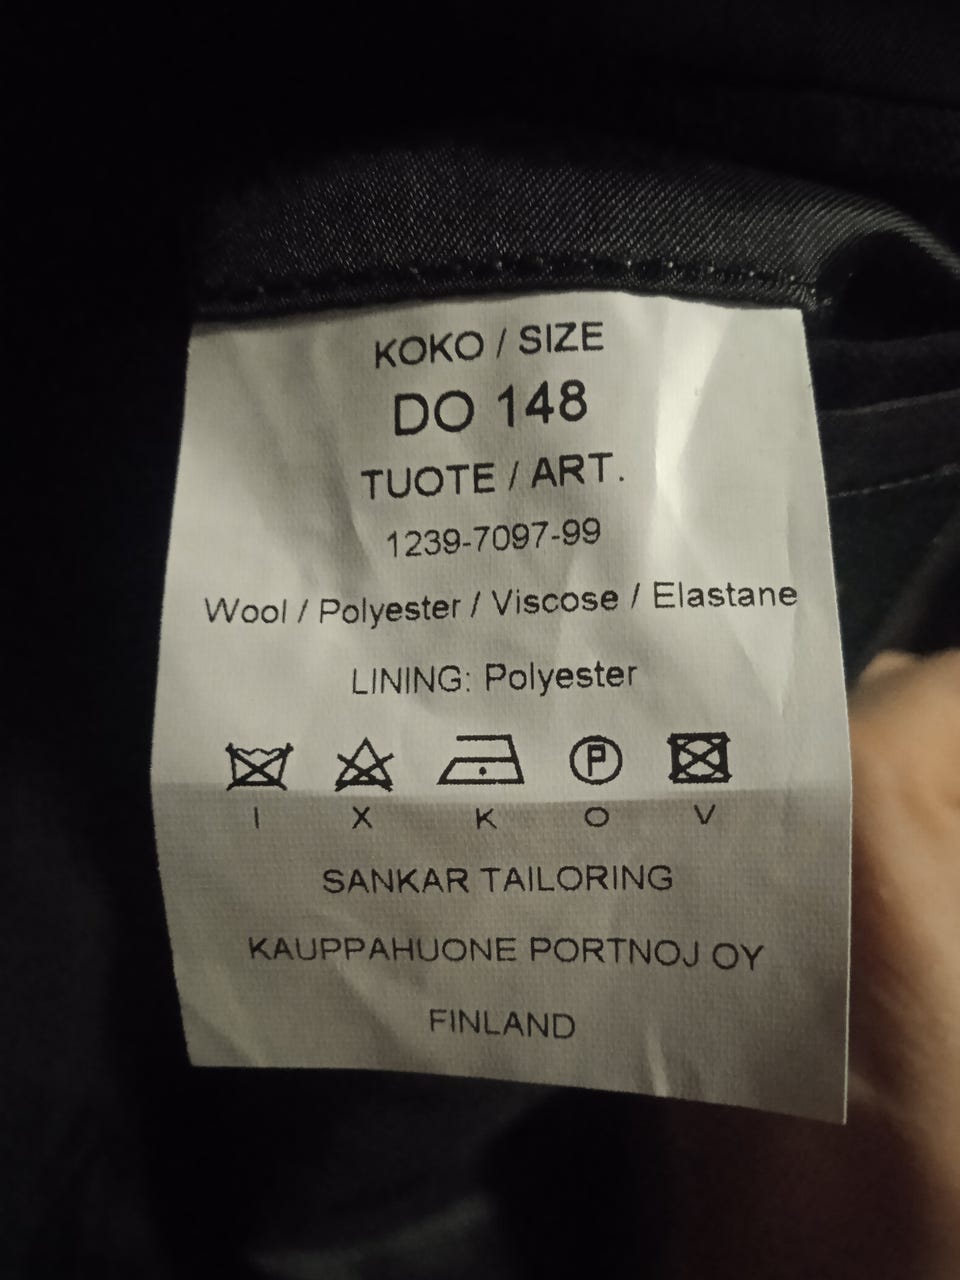 KOKO / SIZE
DO 148
TUOTE / ART.
1239-7097-99
Wool / Polyester / Viscose / Elastane
LINING: Polyester
P
I X K O V
SANKAR TAILORING
KAUPPAHUONE PORTNOJ OY
FINLAND